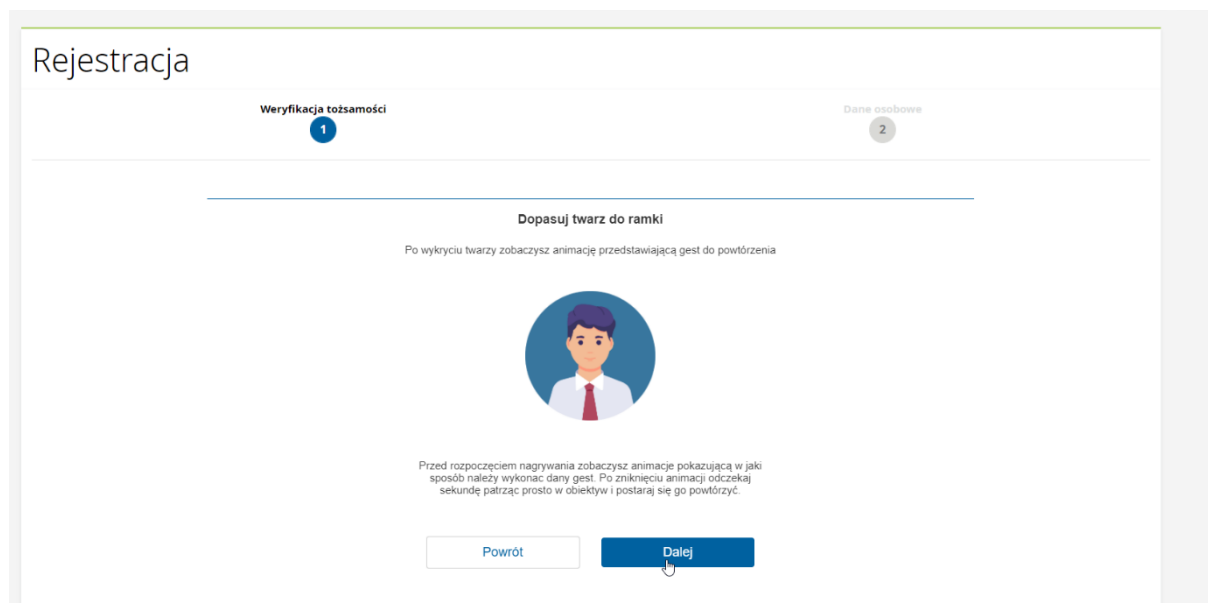 Rejestracja
Weryfikacja tożsamości
1
Dane osobowe
2
Dopasuj twarz do ramki
Po wykryciu twarzy zobaczysz animację przedstawiającą gest do powtórzenia
Przed rozpoczęciem nagrywania zobaczysz animacje pokazującą w jaki
sposób należy wykonac dany gest. Po zniknięciu animacji odczekaj
sekundę patrząc prosto w obiektyw i postaraj się go powtórzyć.
Powrót
Dalej